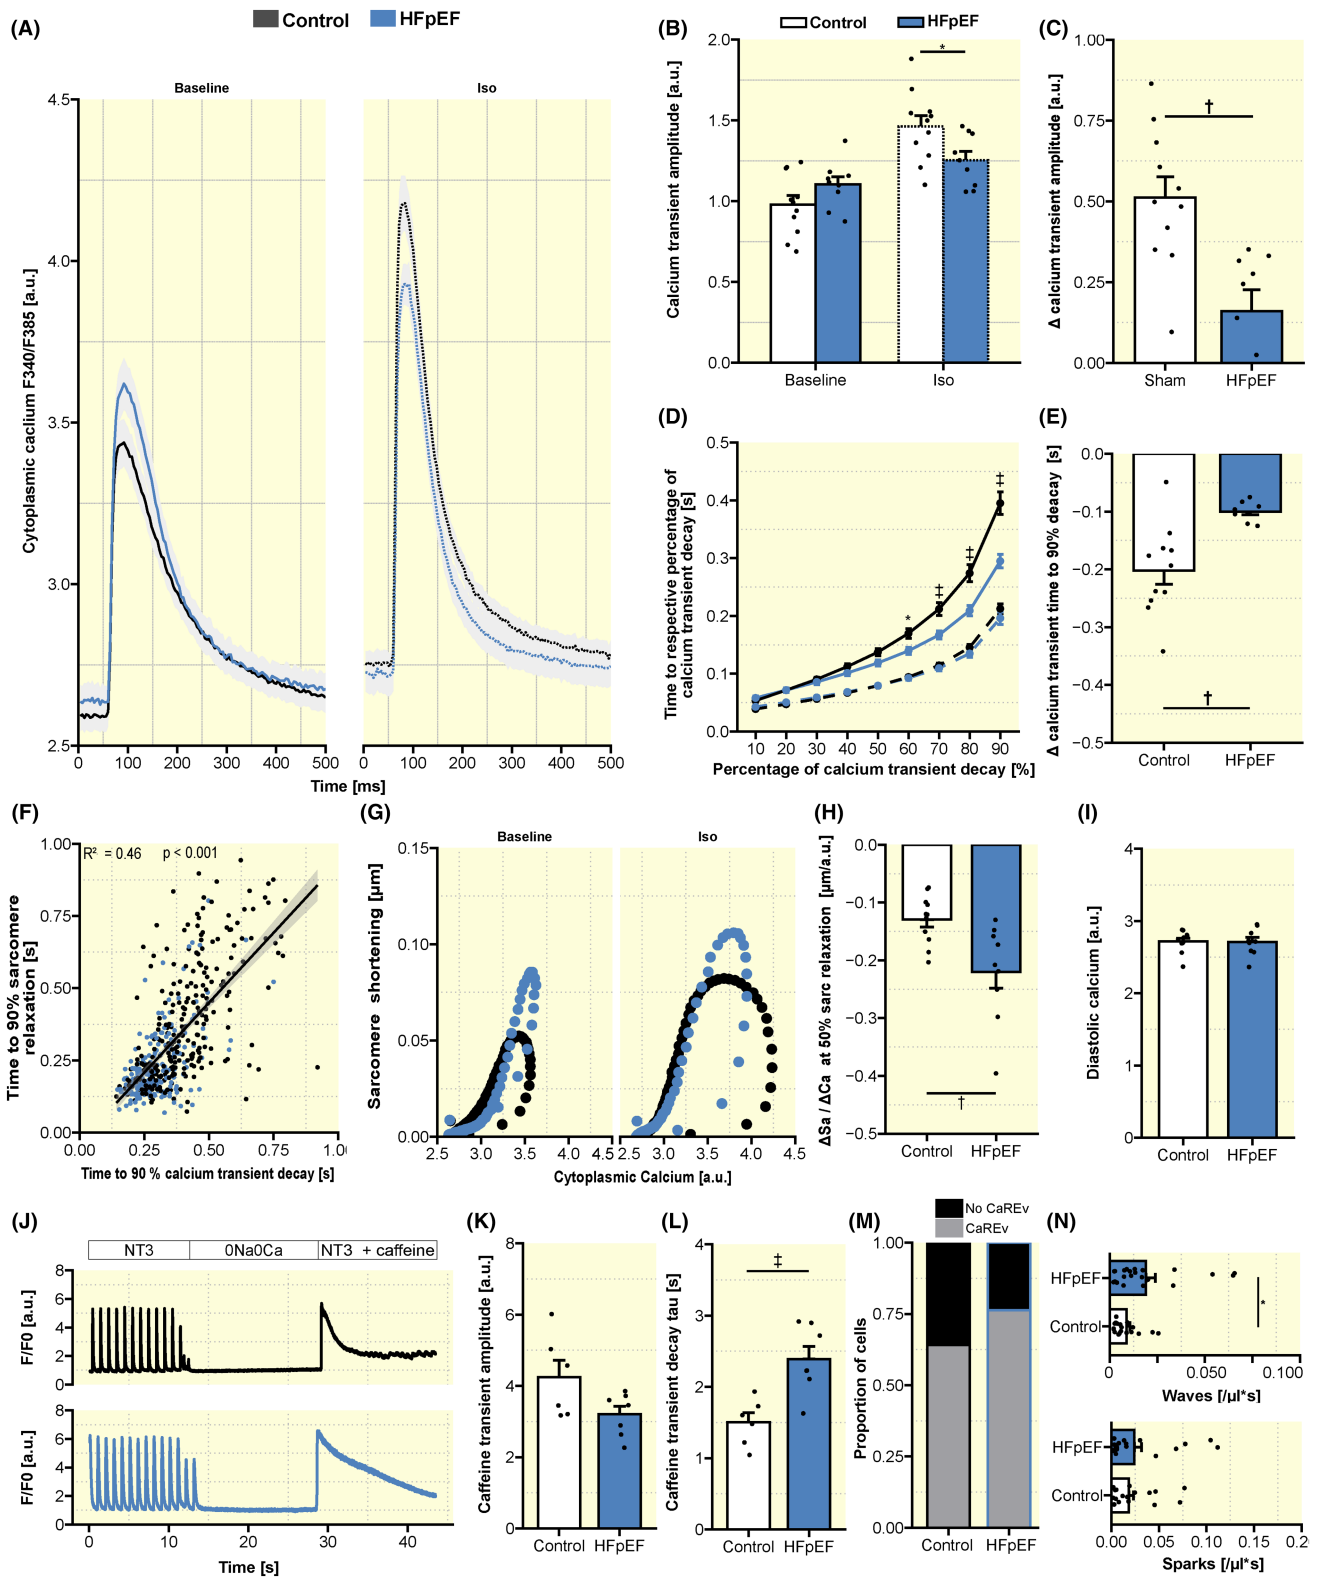 Control HFpEF
(A)
Baseline Iso
4.5
4.0
3.5
3.0
2.5
Cytoplasmic caclium F340/F385 [a.u.]
0 100 200 300 400 500 0 100 200 300 400 500
Time [ms]
(B)
Control HFpEF
2.0
1.5
1.0
0.5
0.0
Calcium transient amplitude [a.u.]
*
Baseline Iso
(C)
1.00
0.75
0.50
0.25
0.00
Δ calcium transient amplitude [a.u.]
†
Sham HFpEF
(D)
0.5
0.4
0.3
0.2
0.1
0.0
Time to respective percentage of
calcium transient decay [s]
* ‡ ‡ ‡
10 20 30 40 50 60 70 80 90
Percentage of calcium transient decay [%]
(E)
0.0
−0.1
−0.2
−0.3
−0.4
−0.5
Δ calcium transient time to 90% deacay [s]
†
Control HFpEF
(F)
R² = 0.46 p < 0.001
1.00
0.75
0.50
0.25
0.00
Time to 90% sarcomere
relaxation [s]
0.00 0.25 0.50 0.75 1.00
Time to 90 % calcium transient decay [s]
(G)
Baseline Iso
0.15
0.10
0.05
0.00
Sarcomere shortening [µm]
2.5 3.0 3.5 4.0 4.5 2.5 3.0 3.5 4.0 4.5
Cytoplasmic Calcium [a.u.]
(H)
−0.0
−0.1
−0.2
−0.3
−0.4
−0.5
ΔSa / ΔCa at 50% sarc relaxation [µm/a.u.]
†
Control HFpEF
(I)
4
3
2
1
0
Diastolic calcium [a.u.]
Control HFpEF
(J)
NT3 0Na0Ca NT3 + caffeine
8
6
4
2
0
F/F0 [a.u.]
8
6
4
2
0
F/F0 [a.u.]
0 10 20 30 40
Time [s]
(K)
8
6
4
2
0
Caffeine transient amplitude [a.u.]
Control HFpEF
(L)
4
3
2
1
0
Caffeine transient decay tau [s]
‡
Control HFpEF
(M)
No CaREv
CaREv
1.00
0.75
0.50
0.25
0.00
Proportion of cells
Control HFpEF
(N)
HFpEF
Control
*
0 0.050 0.100
Waves [/µl*s]
HFpEF
Control
0.00 0.05 0.10 0.15 0.2
Sparks [/µl*s]